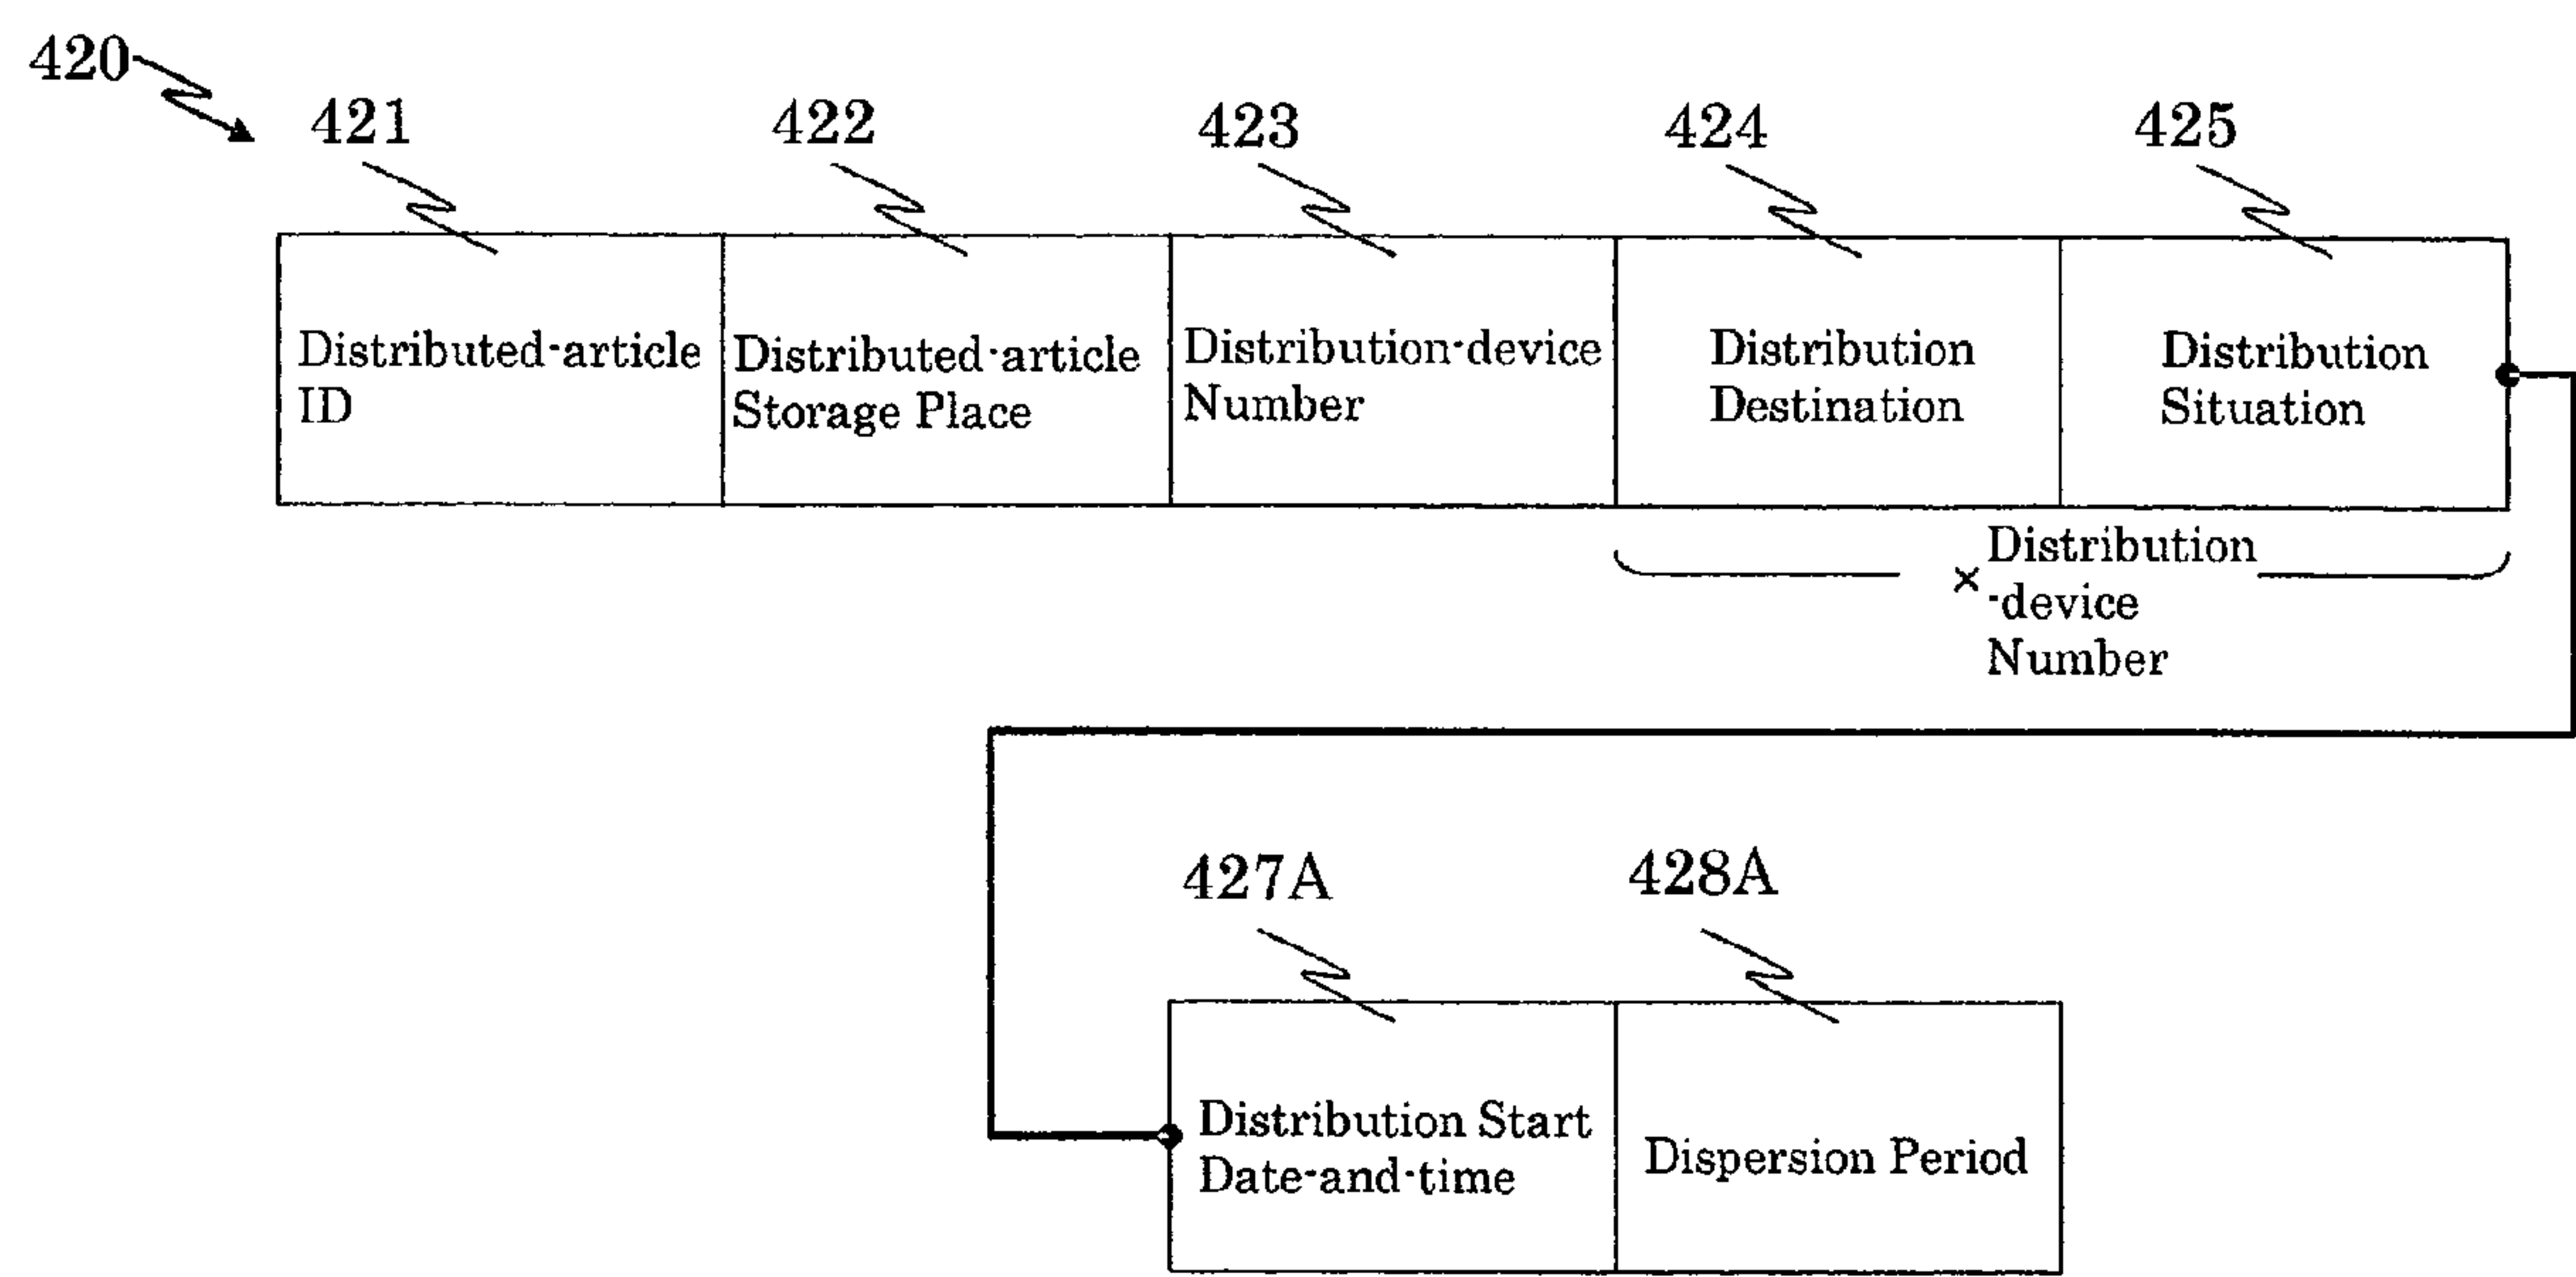 420
421
422
423
424
425
Distributed-article
ID
Distributed-article
Storage Place
Distribution-device
Number
Distribution
Destination
Distribution
Situation
× Distribution
-device
Number
427A
428A
Distribution Start
Date-and-time
Dispersion Period